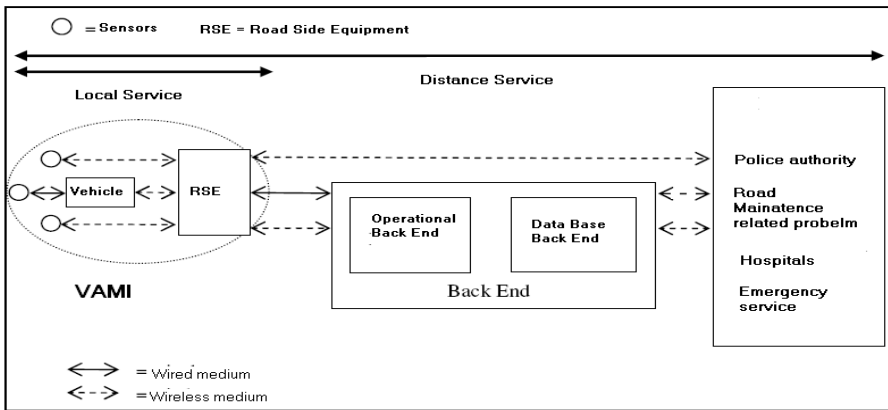 = Sensors RSE = Road Side Equipment
Distance Service
Local Service
Police authority
Vehicle
RSE
Road
Mainatence
related probelm
Operational
Back End
Data Base
Back End
Hospitals
VAMI
Back End
Emergency
service
= Wired medium
=Wireless medium